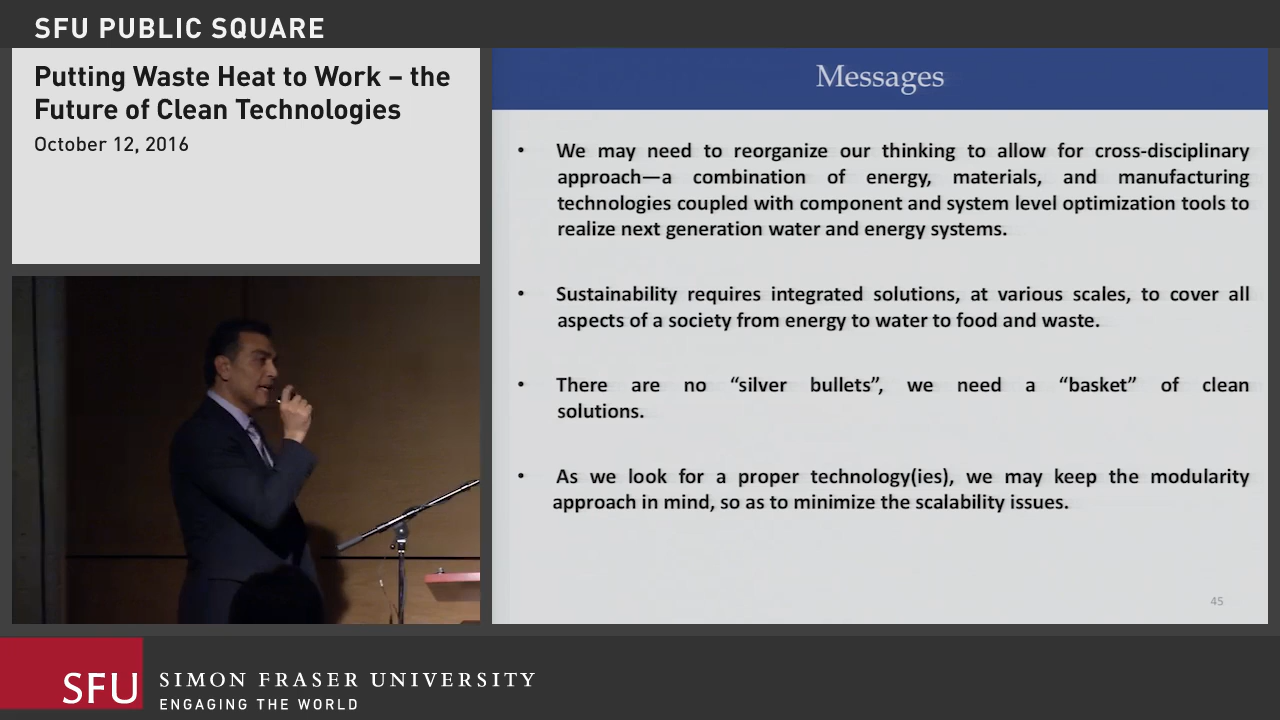 SFU PUBLIC SQUARE
Putting Waste Heat to Work – the
Future of Clean Technologies
October 12, 2016
Messages
• We may need to reorganize our thinking to allow for cross-disciplinary
approach—a combination of energy, materials, and manufacturing
technologies coupled with component and system level optimization tools to
realize next generation water and energy systems.
• Sustainability requires integrated solutions, at various scales, to cover all
aspects of a society from energy to water to food and waste.
• There are no “silver bullets”, we need a “basket” of clean
solutions.
• As we look for a proper technology(ies), we may keep the modularity
approach in mind, so as to minimize the scalability issues.
45
SFU
SIMON FRASER UNIVERSITY
ENGAGING THE WORLD